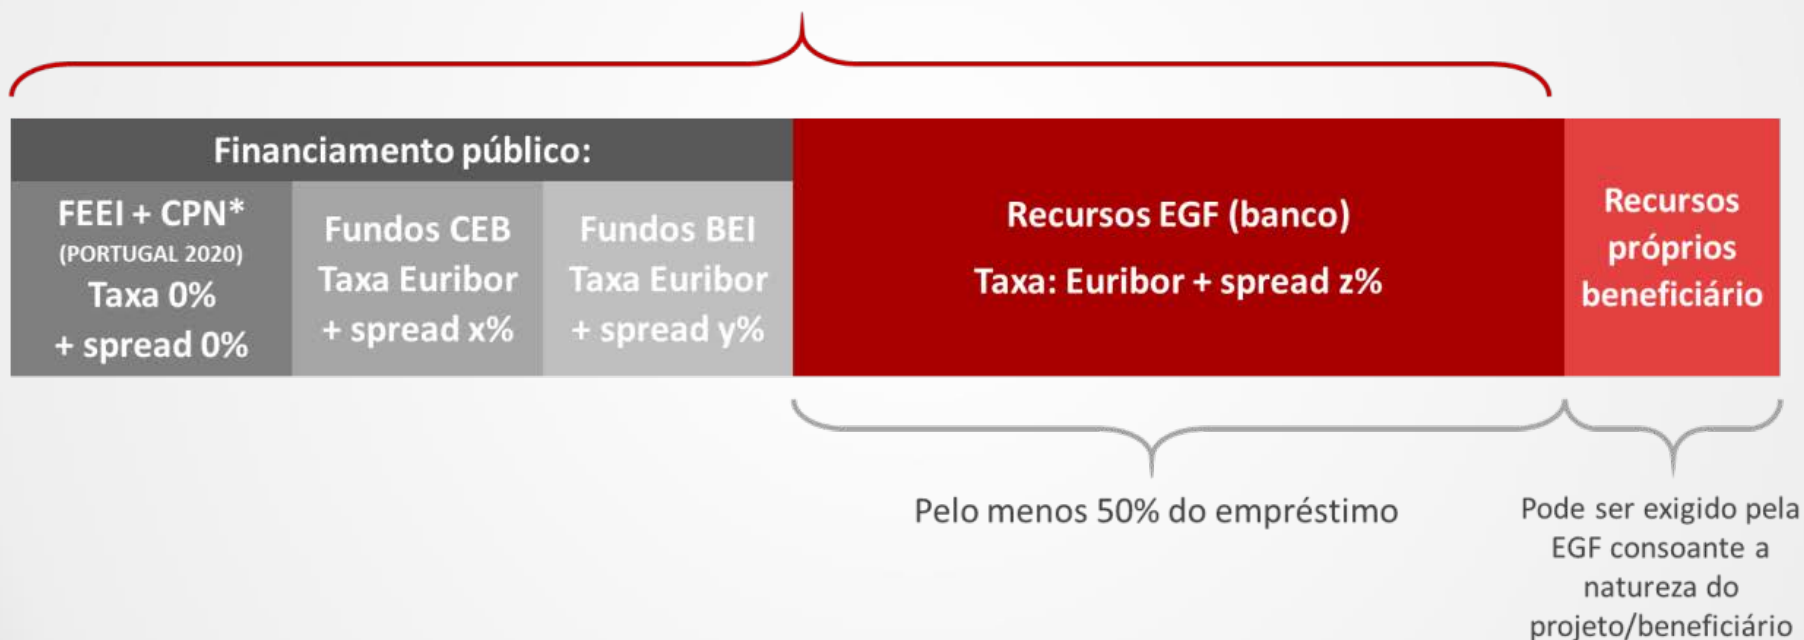 Financiamento público:
FEEI + CPN*
(PORTUGAL 2020)
Taxa 0%
+ spread 0%
Fundos CEB
Taxa Euribor
+ spread x%
Fundos BEI
Taxa Euribor
+ spread y%
Recursos EGF (banco)
Taxa: Euribor + spread z%
Recursos
próprios
beneficiário
Pelo menos 50% do empréstimo
Pode ser exigido pela
EGF consoante a
natureza do
projeto/beneficiário